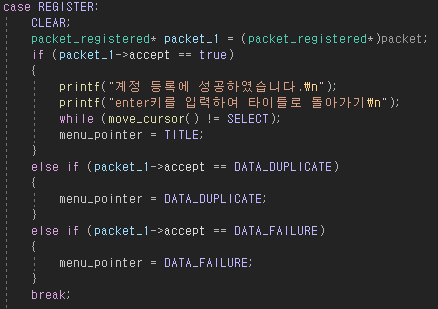 case REGISTER:
CLEAR;
packet_registered* packet_1 = (packet_registered*)packet;
if (packet_1->accept == true)
{
printf("계정 등록에 성공하였습니다.₩n");
printf("enter키를 입력하여 타이틀로 돌아가기₩n");
while (move_cursor() != SELECT);
menu_pointer = TITLE;
}
else if (packet_1->accept == DATA_DUPLICATE)
{
menu_pointer = DATA_DUPLICATE;
}
else if (packet_1->accept == DATA_FAILURE)
{
menu_pointer = DATA_FAILURE;
}
break;